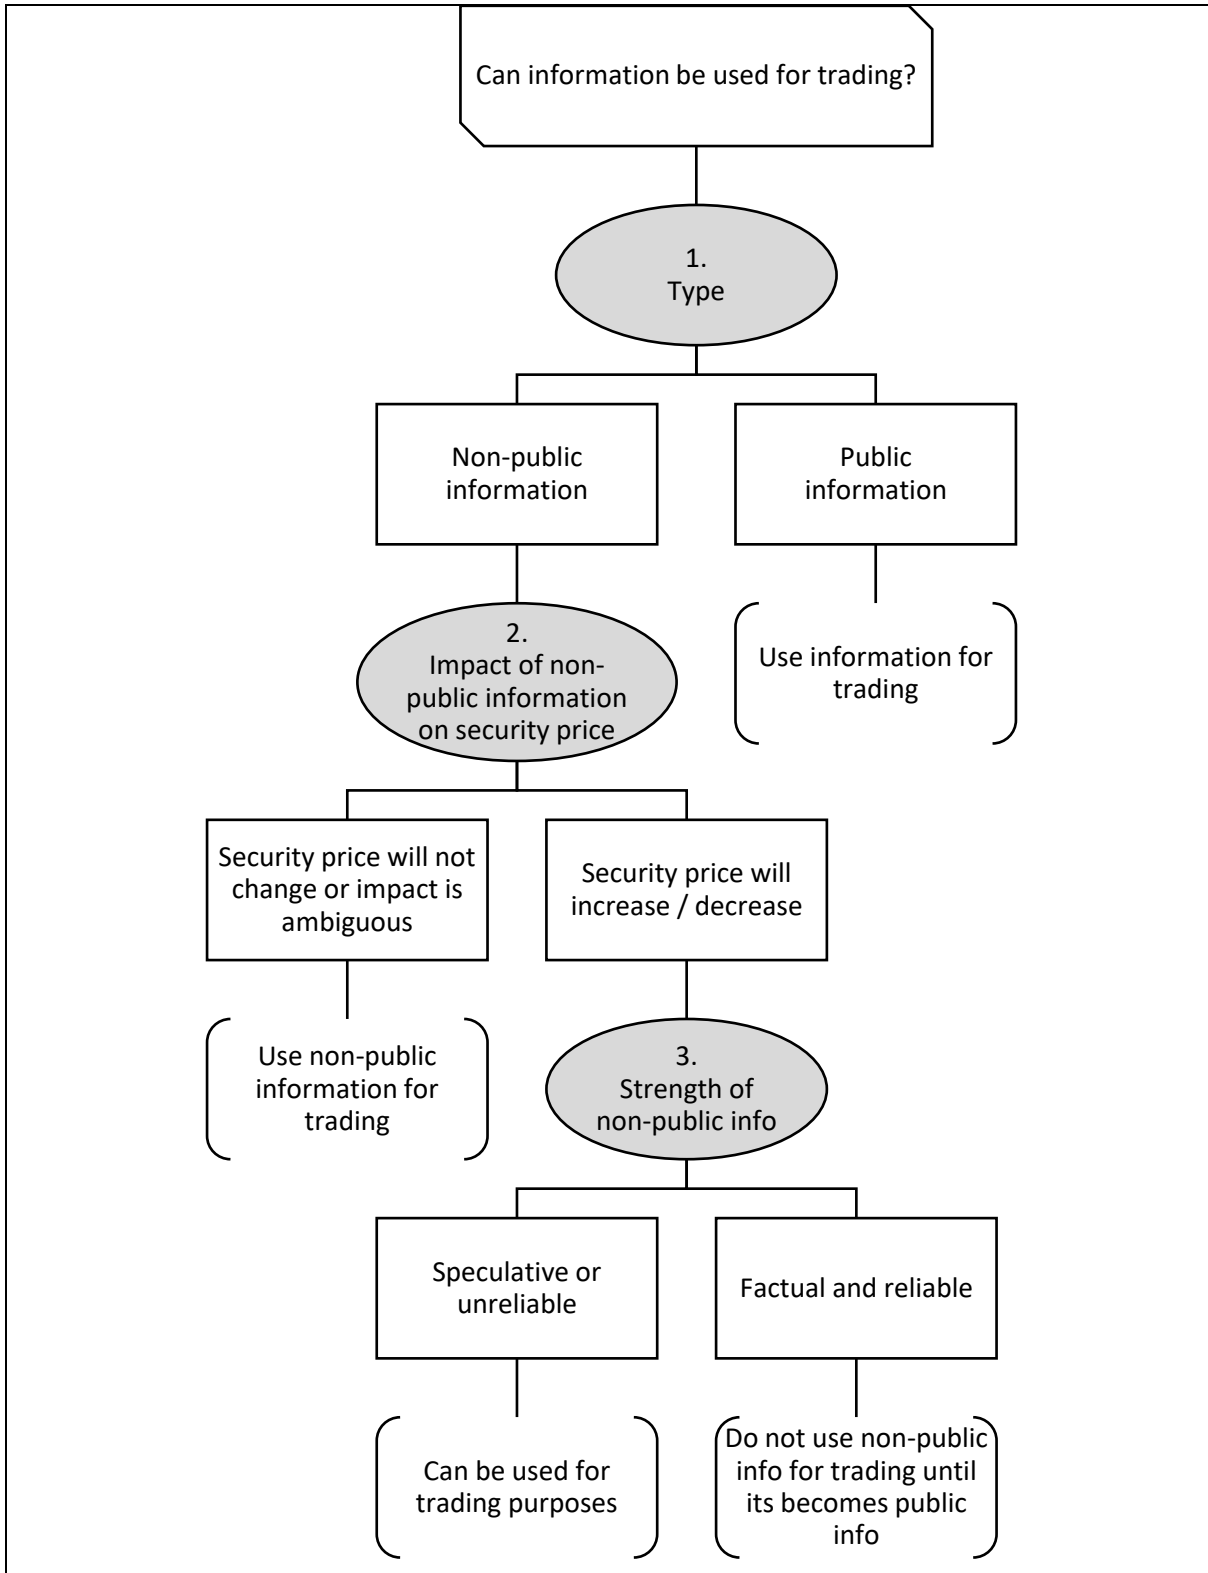 Can information be used for trading?
1.
Type
Non-public
information
Public
information
2.
Impact of non-
public information
on security price
Use information for
trading
Security price will not
change or impact is
ambiguous
Security price will
increase / decrease
Use non-public
information for
trading
3.
Strength of
non-public info
Speculative or
unreliable
Factual and reliable
Can be used for
trading purposes
Do not use non-public
info for trading until
its becomes public
info